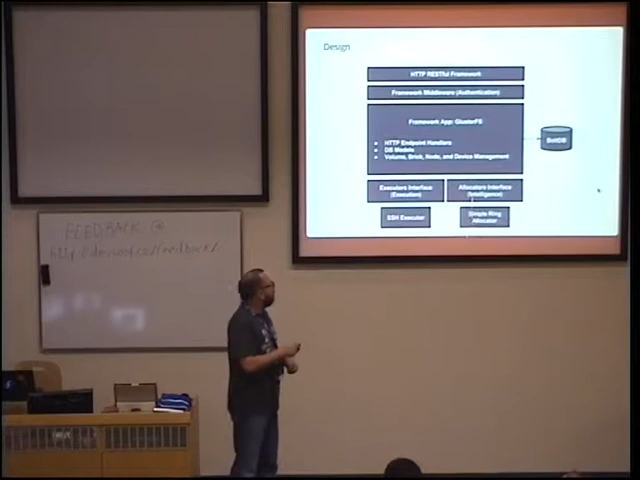 Design
HTTP RESTful Framework
Framework Middleware (Authentication)
Framework App: GlusterFS
• HTTP Endpoint Handlers
• DB Models
• Volume, Brick, Node, and Device Management
BoltDB
Executors Interface
(Execution)
Allocators Interface
(Intelligence)
SSH Executor
Simple Ring
Allocator
FEEDBACK @
/feedback/